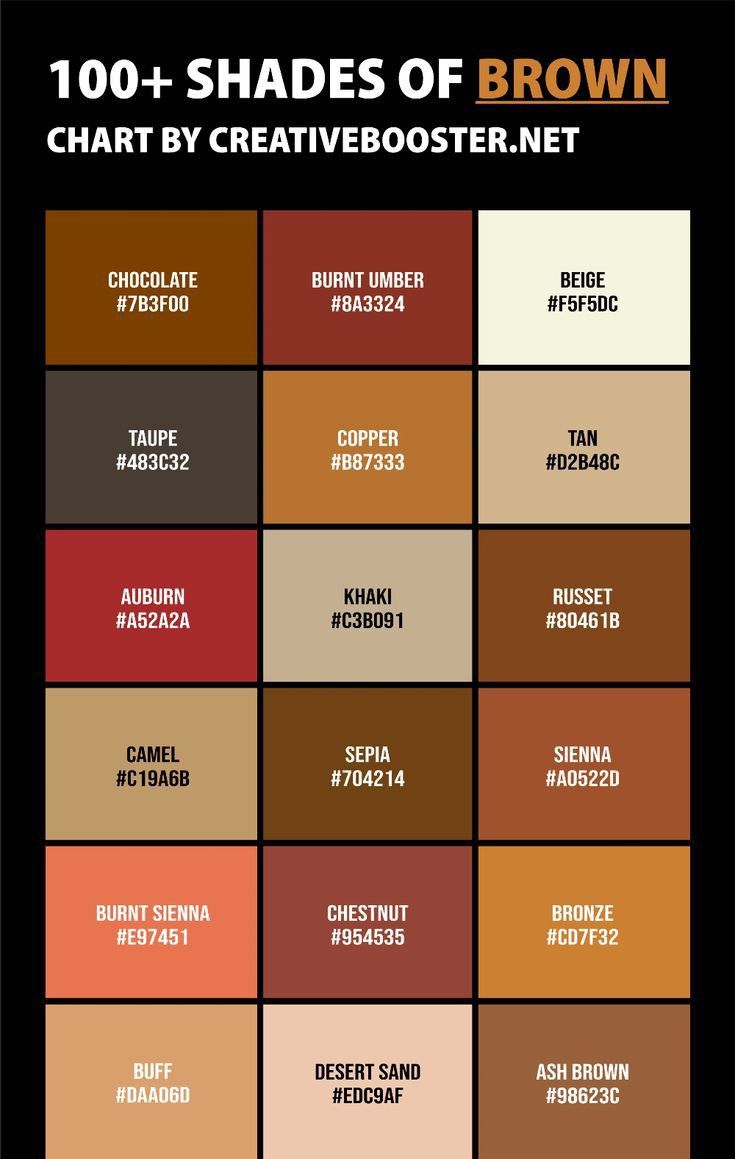 100+ SHADES OF BROWN
CHART BY CREATIVEBOOSTER.NET
CHOCOLATE
#7B3F00
BURNT UMBER
#8A3324
BEIGE
#F5F5DC
TAUPE
#483C32
COPPER
#B87333
TAN
#D2B48C
AUBURN
#A52A2A
KHAKI
#C3B091
RUSSET
#80461B
CAMEL
#C19A6B
SEPIA
#704214
SIENNA
#A0522D
BURNT SIENNA
#E97451
CHESTNUT
#954535
BRONZE
#CD7F32
BUFF
#DAA06D
DESERT SAND
#EDC9AF
ASH BROWN
#98623C